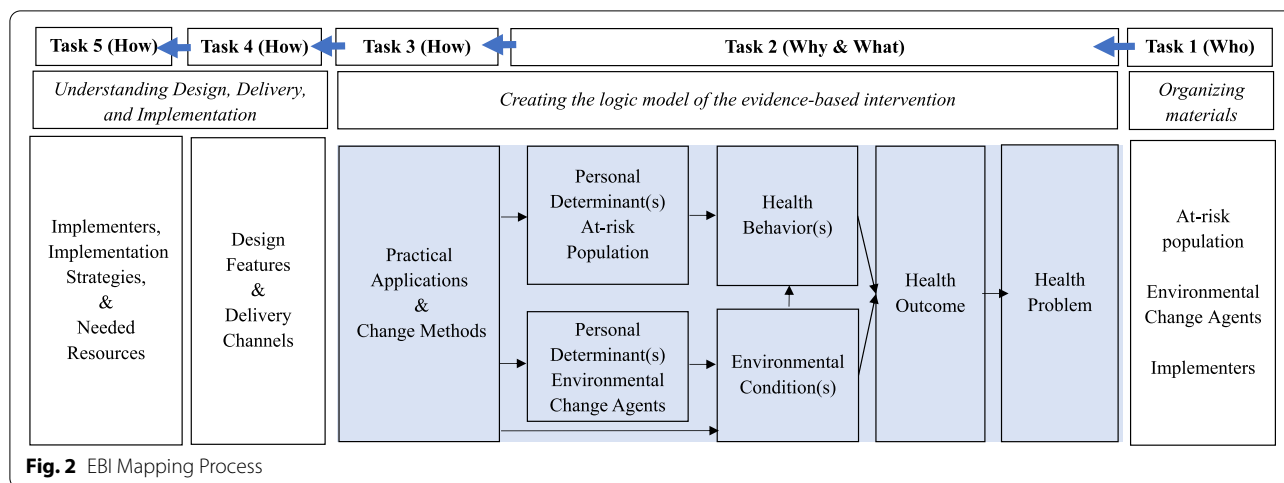 Task 5 (How)
Task 4 (How)
Task 3 (How)
Task 2 (Why & What)
Task 1 (Who)
Understanding Design, Delivery,
and Implementation
Creating the logic model of the evidence-based intervention
Organizing
materials
Implementers,
Implementation
Strategies,
&
Needed
Resources
Design
Features
&
Delivery
Channels
Practical
Applications
&
Change Methods
Personal
Determinant(s)
At-risk
Population
Personal
Determinant(s)
Environmental
Change Agents
Health
Behavior(s)
Environmental
Condition(s)
Health
Outcome
Health
Problem
At-risk
population
Environmental
Change Agents
Implementers
Fig. 2 EBI Mapping Process